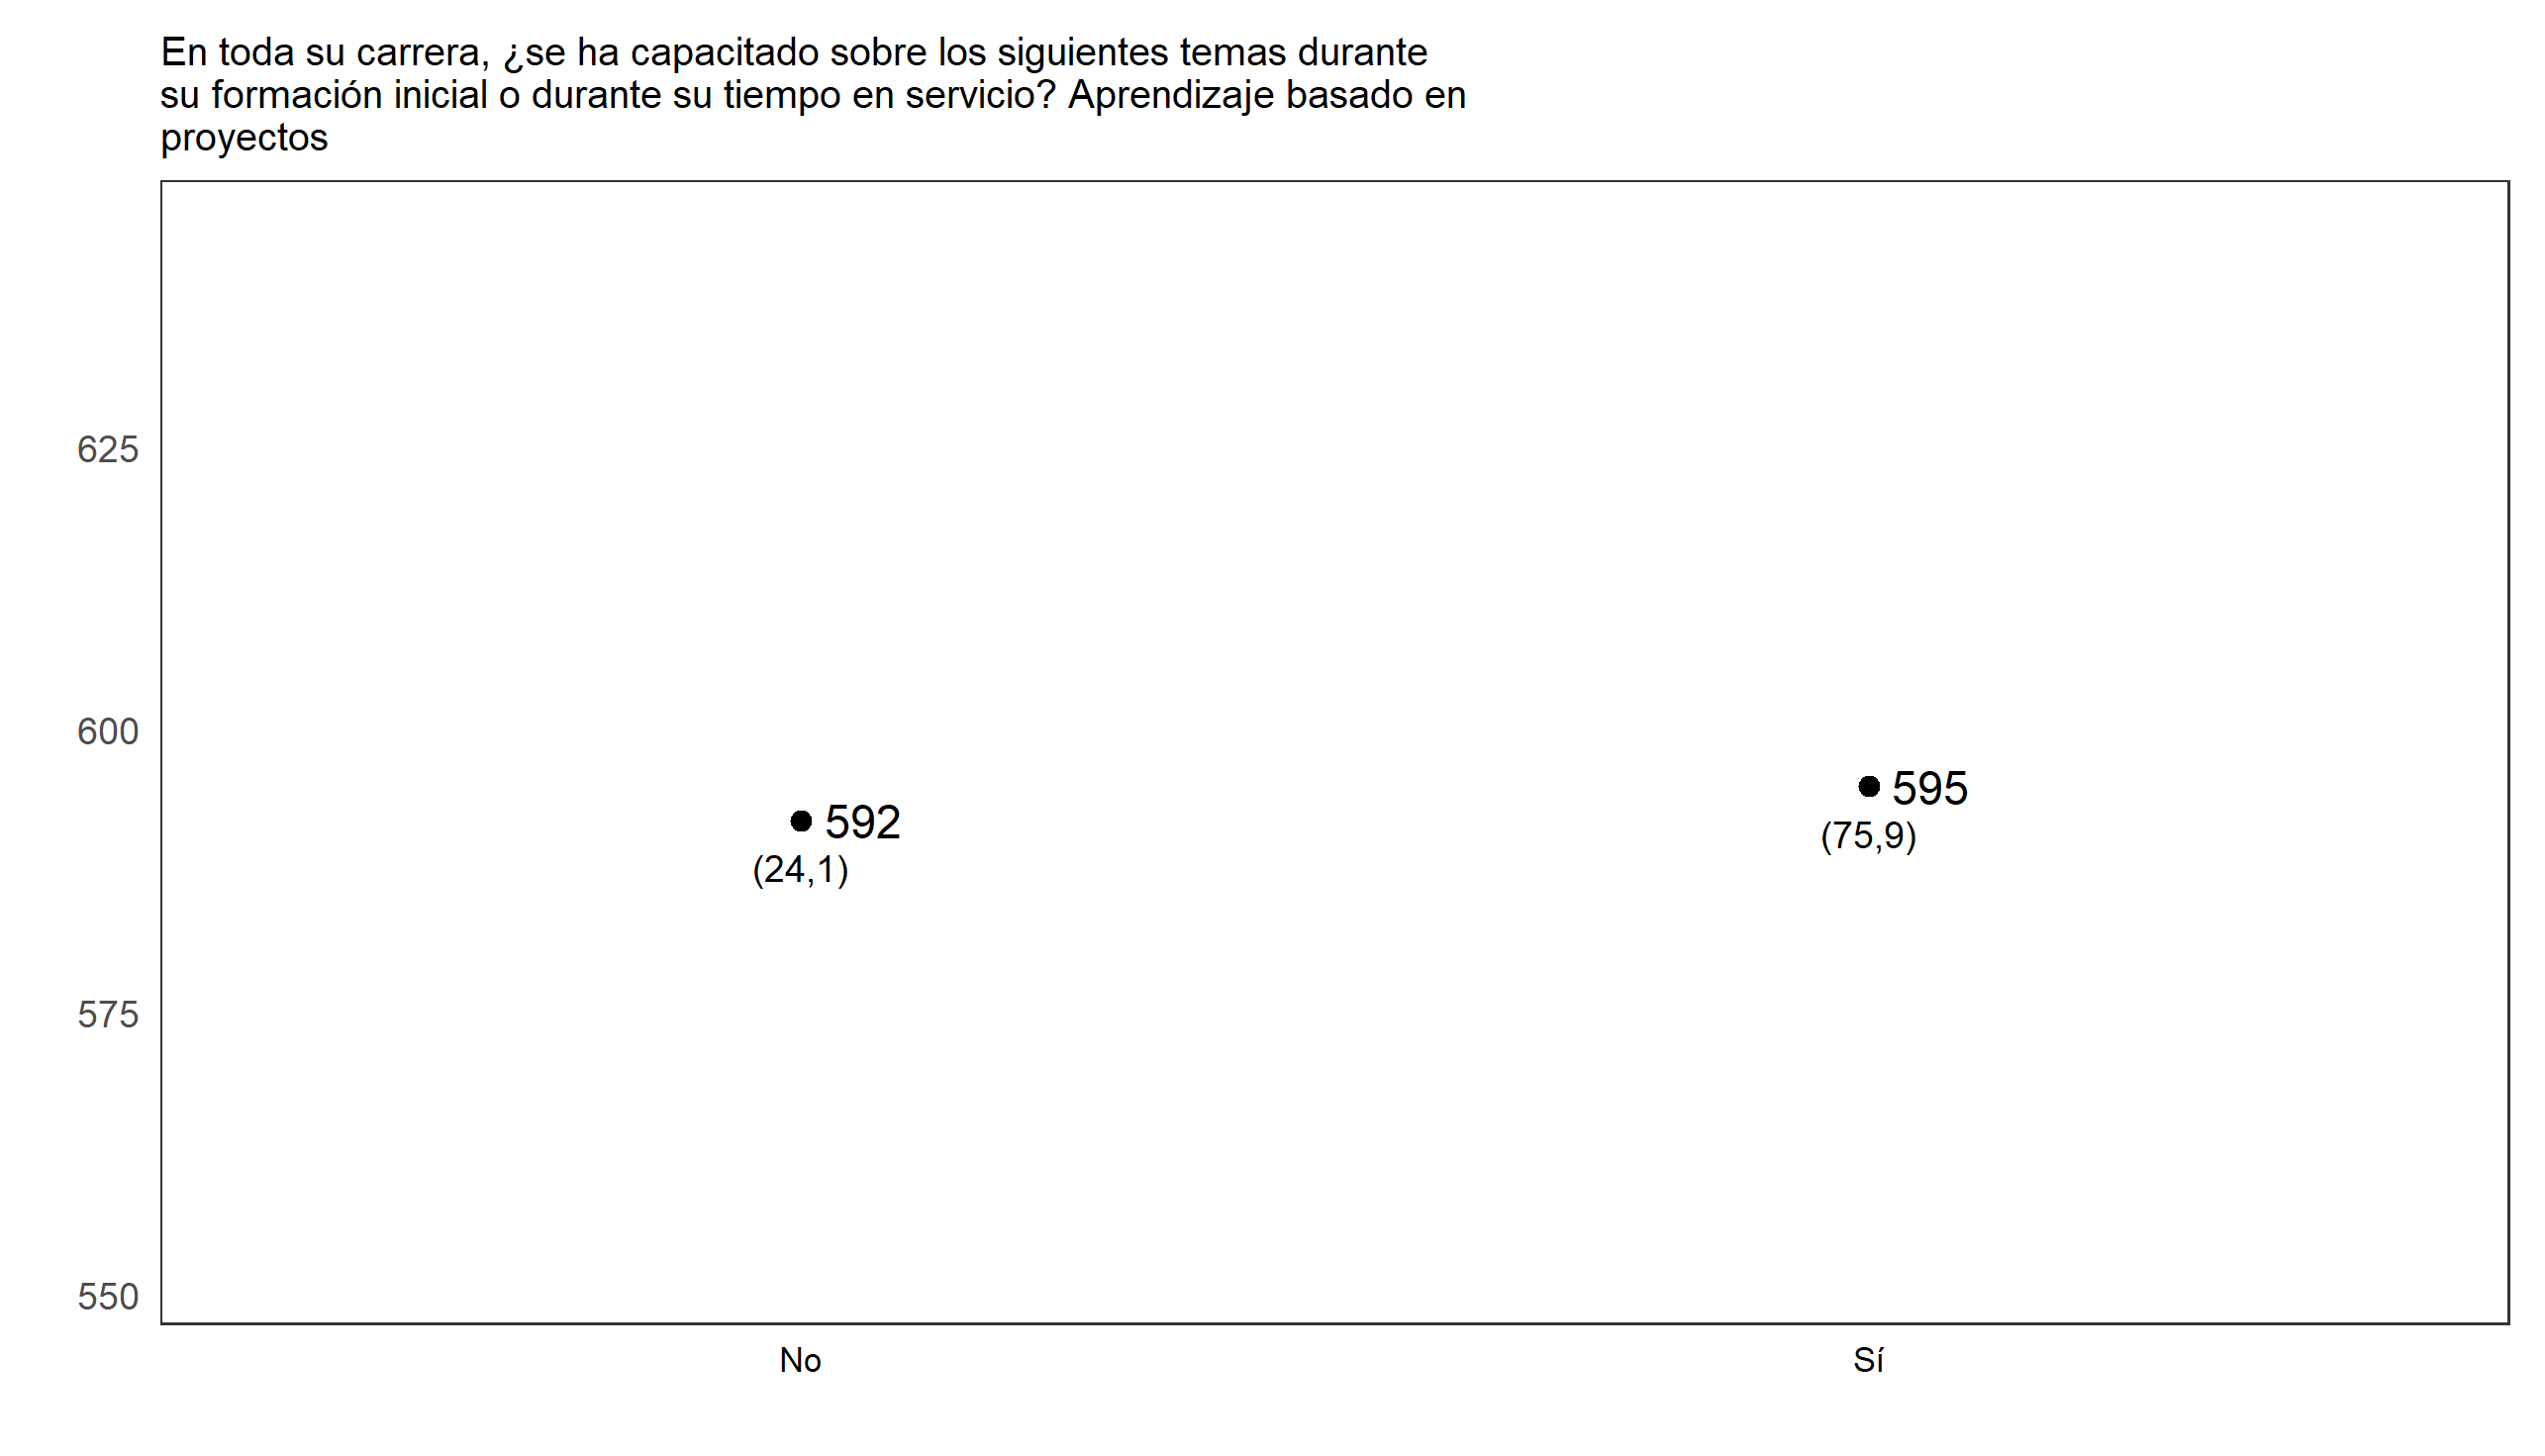 En toda su carrera, ¿se ha capacitado sobre los siguientes temas durante
su formación inicial o durante su tiempo en servicio? Aprendizaje basado en
proyectos
625
600
575
550
592
(24,1)
595
(75,9)
No
Sí